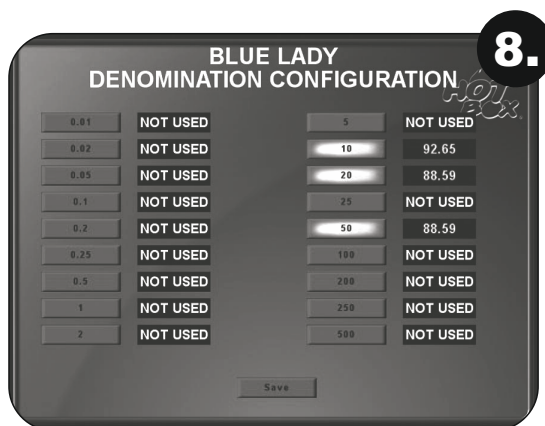 8.
BLUE LADY
DENOMINATION CONFIGURATION
HOT
BOX
0.01 NOT USED 5 NOT USED
0.02 NOT USED 10 92.65
0.05 NOT USED 20 88.59
0.1 NOT USED 25 NOT USED
0.2 NOT USED 50 88.59
0.25 NOT USED 100 NOT USED
0.5 NOT USED 200 NOT USED
1 NOT USED 250 NOT USED
2 NOT USED 500 NOT USED
Save